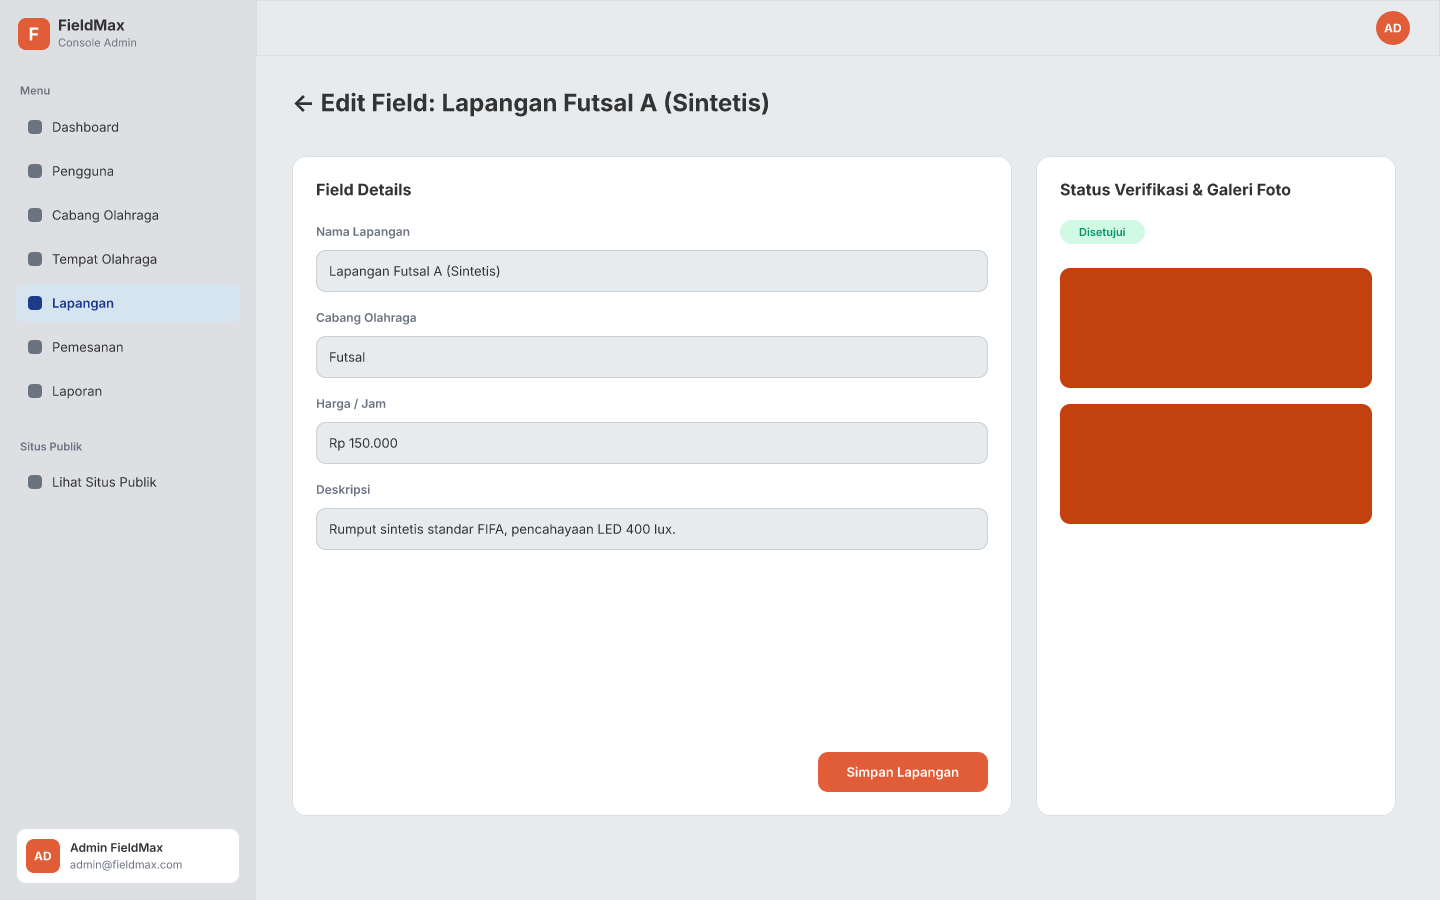 F
FieldMax
Console Admin
AD
Menu
Dashboard
Pengguna
Cabang Olahraga
Tempat Olahraga
Lapangan
Pemesanan
Laporan
Situs Publik
Lihat Situs Publik
AD
Admin FieldMax
admin@fieldmax.com
← Edit Field: Lapangan Futsal A (Sintetis)
Field Details
Nama Lapangan
Lapangan Futsal A (Sintetis)
Cabang Olahraga
Futsal
Harga / Jam
Rp 150.000
Deskripsi
Rumput sintetis standar FIFA, pencahayaan LED 400 lux.
Simpan Lapangan
Status Verifikasi & Galeri Foto
Disetujui